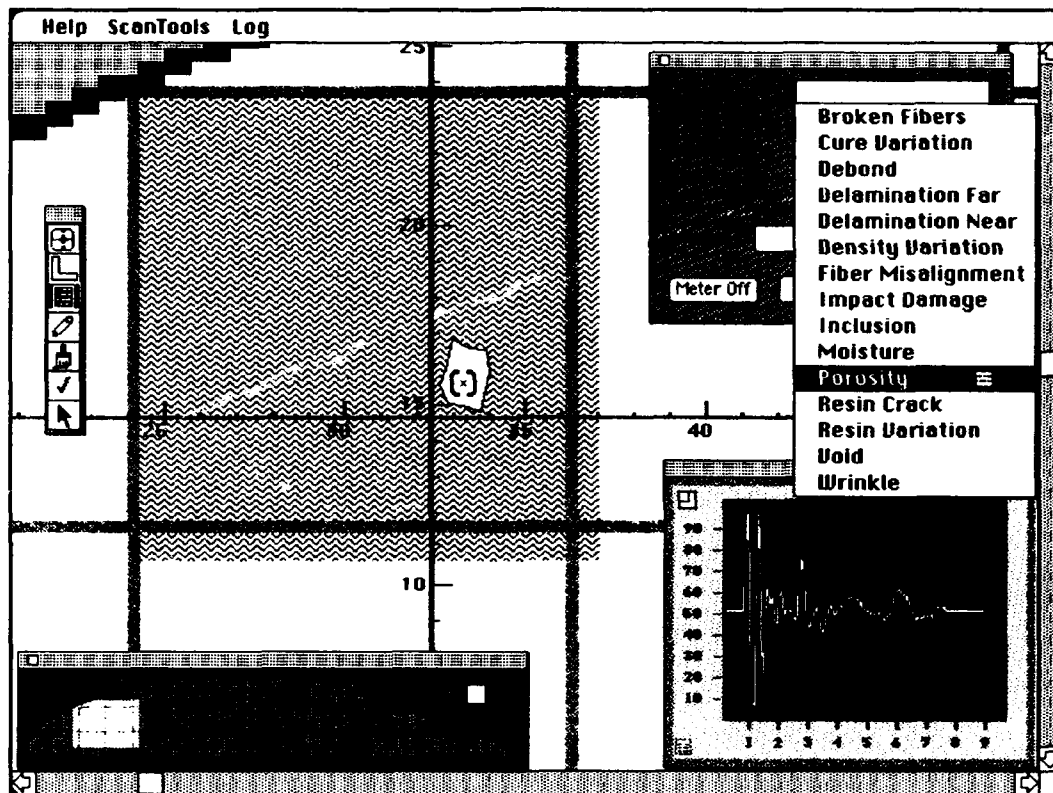 Help ScanTools Log
25
Broken Fibers
Cure Variation
Debond
Delamination Far
Delamination Near
Density Variation
Fiber Misalignment
Impact Damage
Inclusion
Moisture
Porosity
Resin Crack
Resin Variation
Void
Wrinkle
20
Meter Off
15
25 30 35 40
10
90
80
70
60
50
40
30
20
10
1 2 3 4 5 6 7 8 9